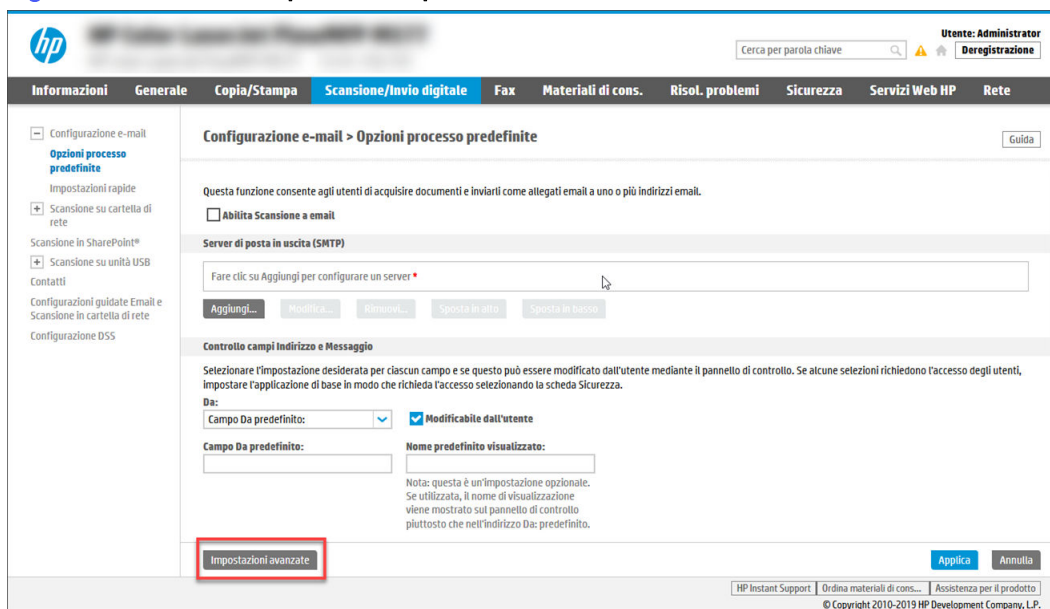 hp
Utente: Administrator
Cerca per parola chiave
Deregistrazione
Informazioni Generale Copia/Stampa Scansione/Invio digitale Fax Materiali di cons. Risol. problemi Sicurezza Servizi Web HP Rete
Configurazione e-mail
Opzioni processo
predefinite
Impostazioni rapide
Scansione su cartella di
rete
Scansione in SharePoint®
Scansione su unità USB
Contatti
Configurazioni guidate Email e
Scansione in cartella di rete
Configurazione DSS
Configurazione e-mail > Opzioni processo predefinite
Guida
Questa funzione consente agli utenti di acquisire documenti e inviarli come allegati email a uno o più indirizzi email.
Abilita Scansione a email
Server di posta in uscita (SMTP)
Fare clic su Aggiungi per configurare un server *
Aggiungi... Modifica... Rimuovi... Sposta in alto Sposta in basso
Controllo campi Indirizzo e Messaggio
Selezionare l'impostazione desiderata per ciascun campo e se questo può essere modificato dall'utente mediante il pannello di controllo. Se alcune selezioni richiedono l'accesso degli utenti,
impostare l'applicazione di base in modo che richieda l'accesso selezionando la scheda Sicurezza.
Da:
Campo Da predefinito:
Modificabile dall'utente
Campo Da predefinito:
Nome predefinito visualizzato:
Nota: questa è un'impostazione opzionale.
Se utilizzata, il nome di visualizzazione
viene mostrato sul pannello di controllo
piuttosto che nell'indirizzo Da: predefinito.
Impostazioni avanzate
Applica Annulla
HP Instant Support Ordina materiali di cons... Assistenza per il prodotto
© Copyright 2010-2019 HP Development Company, L.P.